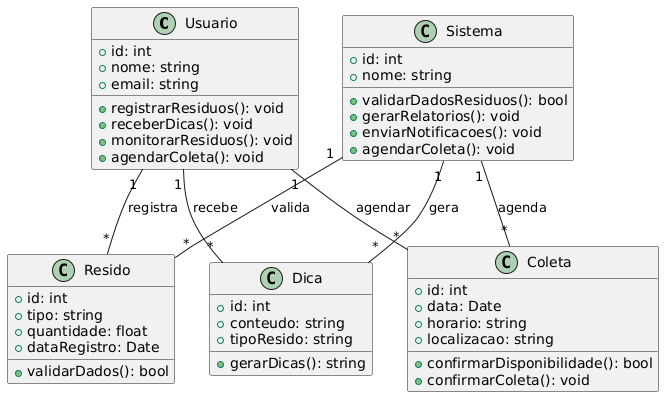 C Usuario
+ id: int
+ nome: string
+ email: string
+ registrarResiduos(): void
+ receberDicas(): void
+ monitorarResiduos(): void
+ agendarColeta(): void
C Sistema
+ id: int
+ nome: string
+ validarDadosResiduos(): bool
+ gerarRelatorios(): void
+ enviarNotificacoes(): void
+ agendarColeta(): void
1
1
1
1
1
1
registra
recebe
valida
agendar
gera
agenda
*
*
*
*
*
*
C Resido
+ id: int
+ tipo: string
+ quantidade: float
+ dataRegistro: Date
+ validarDados(): bool
C Dica
+ id: int
+ conteudo: string
+ tipoResido: string
+ gerarDicas(): string
C Coleta
+ id: int
+ data: Date
+ horario: string
+ localizacao: string
+ confirmarDisponibilidade(): bool
+ confirmarColeta(): void